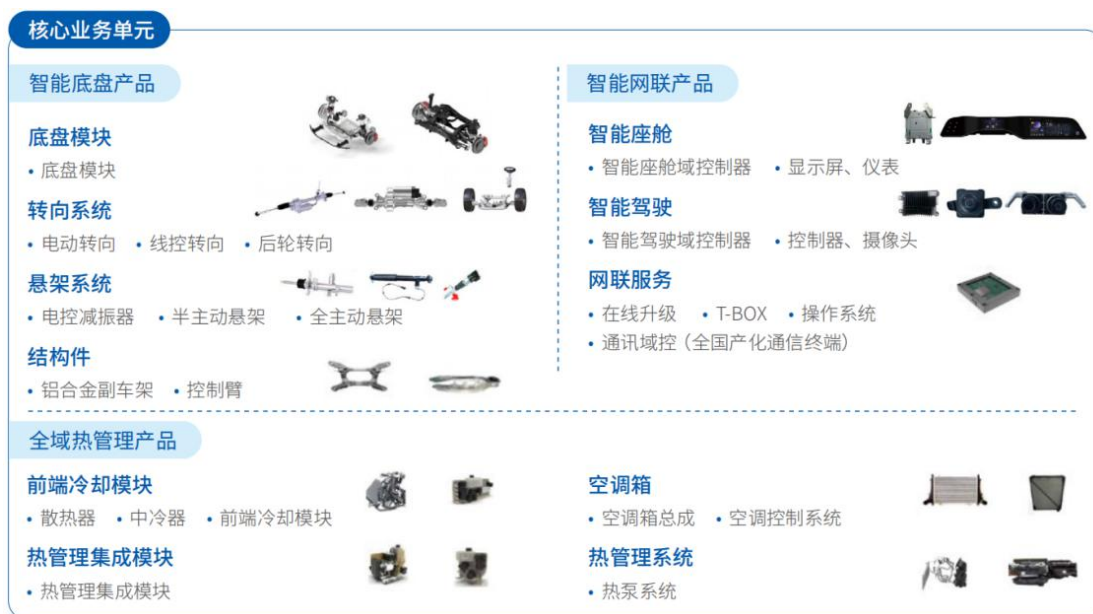 核心业务单元
智能底盘产品
底盘模块
• 底盘模块
转向系统
• 电动转向 • 线控转向 • 后轮转向
悬架系统
• 电控减振器 • 半主动悬架 • 全主动悬架
结构件
• 铝合金副车架 • 控制臂
智能网联产品
智能座舱
• 智能座舱域控制器 • 显示屏、仪表
智能驾驶
• 智能驾驶域控制器 • 控制器、摄像头
网联服务
• 在线升级 • T-BOX • 操作系统
• 通讯域控（全国产化通信终端）
全域热管理产品
前端冷却模块
• 散热器 • 中冷器 • 前端冷却模块
热管理集成模块
• 热管理集成模块
空调箱
• 空调箱总成 • 空调控制系统
热管理系统
• 热泵系统